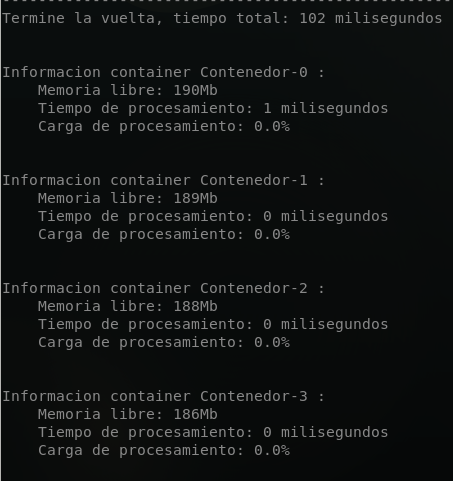 Termine la vuelta, tiempo total: 102 milisegundos
Informacion container Contenedor-0 :
Memoria libre: 190Mb
Tiempo de procesamiento: 1 milisegundos
Carga de procesamiento: 0.0%
Informacion container Contenedor-1 :
Memoria libre: 189Mb
Tiempo de procesamiento: 0 milisegundos
Carga de procesamiento: 0.0%
Informacion container Contenedor-2 :
Memoria libre: 188Mb
Tiempo de procesamiento: 0 milisegundos
Carga de procesamiento: 0.0%
Informacion container Contenedor-3 :
Memoria libre: 186Mb
Tiempo de procesamiento: 0 milisegundos
Carga de procesamiento: 0.0%